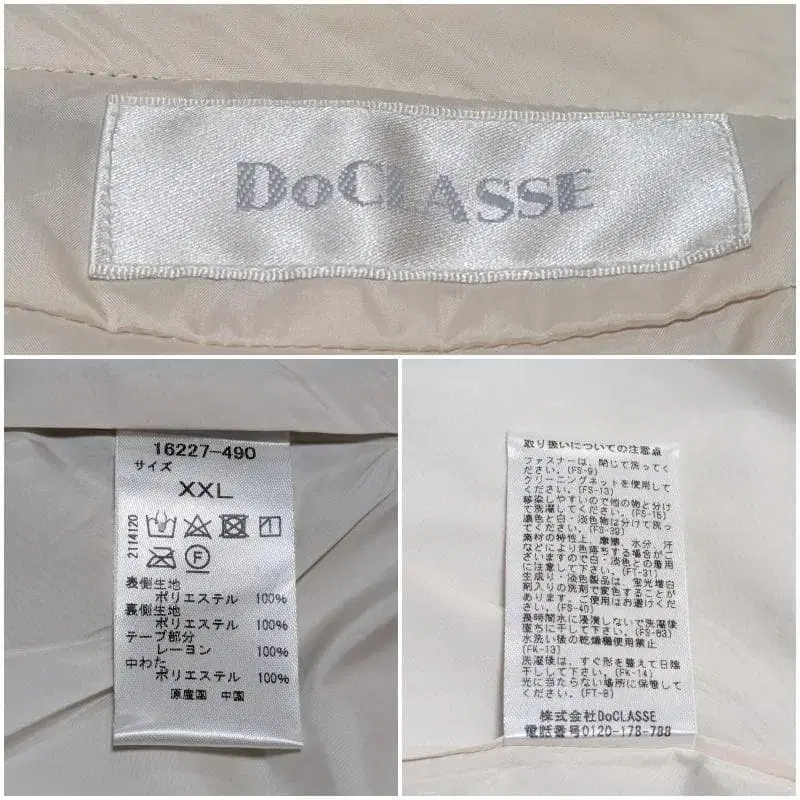 DoCLASSE
16227-490
サイズ
XXL
2114120
F
表側生地
ポリエステル 100%
裏側生地
ポリエステル 100%
テープ部分
レーヨン 100%
中わた
ポリエステル 100%
原産国 中国
取り扱いについての注意点
ファスナーは、閉じて洗ってく
ださい。(FS-9)
クリーニングネットを使用して
ください。(FS-13)
移染しやすいので他の物と分け
て洗濯してください。(FS-15)
濃色と白・淡色物は分けて洗っ
てください。(FS-39)
素材の特性上、摩擦、水分、汗
などにより色落ちする場合がご
ざいますので白・淡色との着用
に注意して下さい。(FT-31)
生成り・淡色製品は、蛍光増白
剤入りの洗剤で変色することが
あります。ご使用はお避けくだ
さい。(FS-40)
長時間水に浸漬しないで洗濯後
直ちに干して下さい。(FS-63)
水洗い後の乾燥機使用禁止
(FK-13)
洗濯後は、すぐ形を整えて日陰
干してください。(FK-14)
光に当たらない場所に保管して
ください。(FT-8)
株式会社DoCLASSE
電話番号0120-178-788